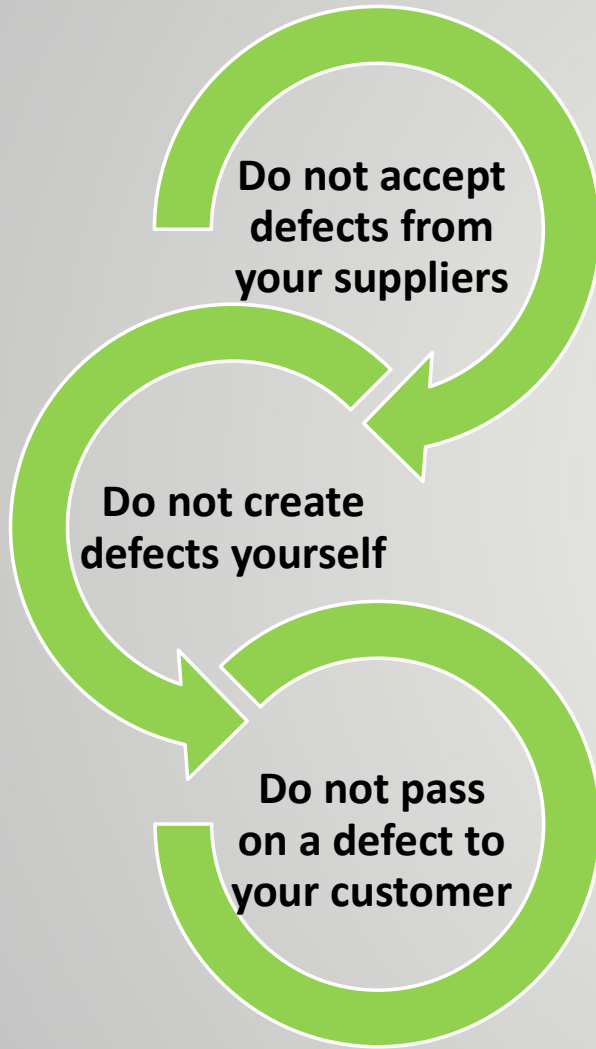 Do not accept
defects from
your suppliers
Do not create
defects yourself
Do not pass
on a defect to
your customer